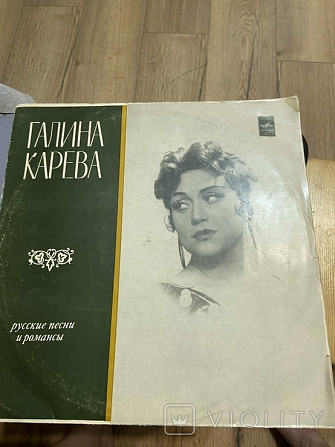 ГАЛИНА
КАРЕВА
русские песни
и романсы
VIOLITY